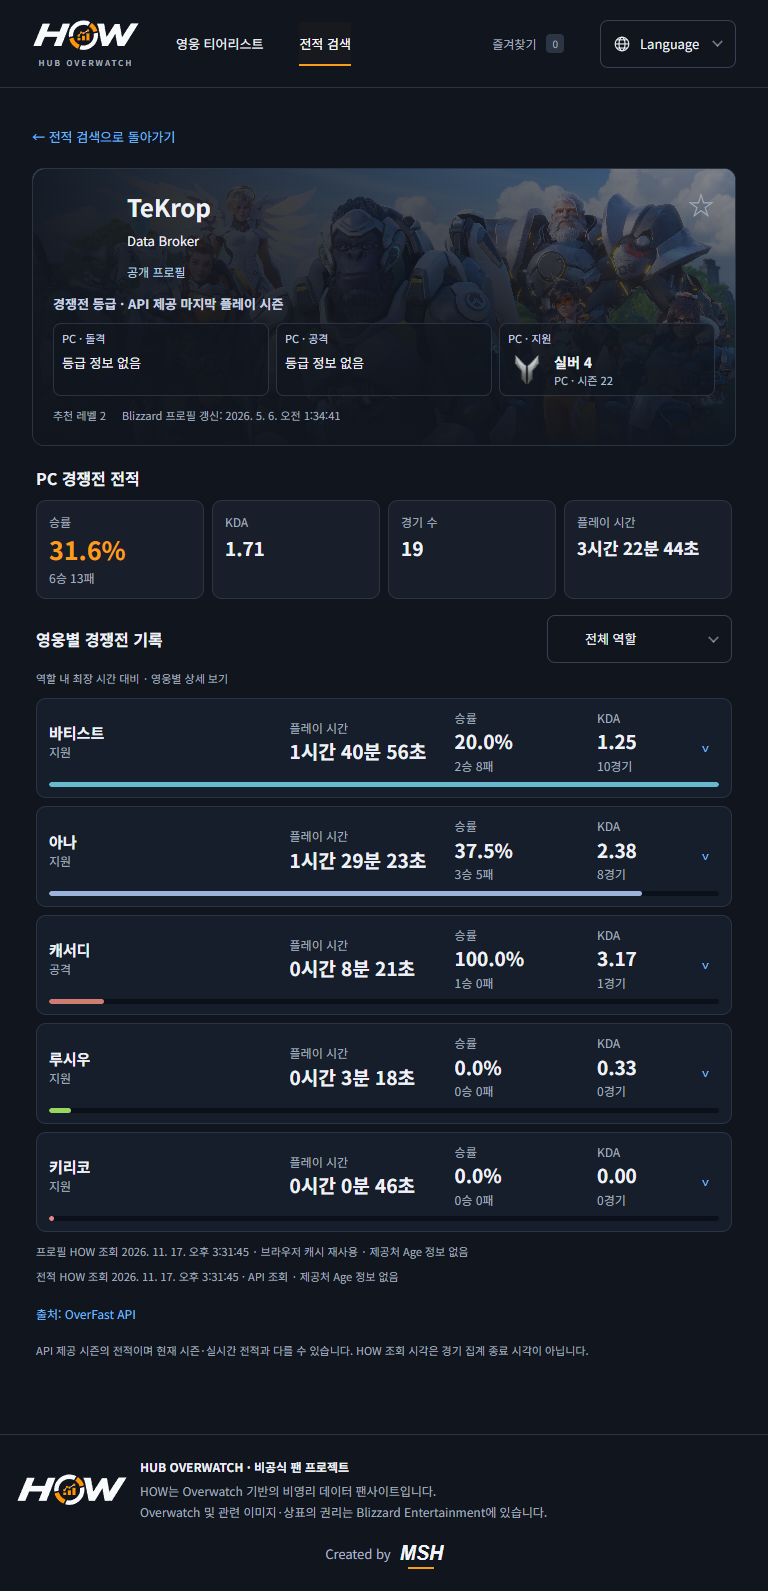 HOW
HUB OVERWATCH
영웅 티어리스트
전적 검색
즐겨찾기 0
Language
← 전적 검색으로 돌아가기
TeKrop
Data Broker
공개 프로필
경쟁전 등급 · API 제공 마지막 플레이 시즌
PC · 돌격
등급 정보 없음
PC · 공격
등급 정보 없음
PC · 지원
실버 4
PC · 시즌 22
추천 레벨 2 Blizzard 프로필 갱신: 2026. 5. 6. 오전 1:34:41
PC 경쟁전 전적
승률
31.6%
6승 13패
KDA
1.71
경기 수
19
플레이 시간
3시간 22분 44초
영웅별 경쟁전 기록
전체 역할
역할 내 최장 시간 대비 · 영웅별 상세 보기
바티스트
지원
플레이 시간
1시간 40분 56초
승률
20.0%
2승 8패
KDA
1.25
10경기
v
아나
지원
플레이 시간
1시간 29분 23초
승률
37.5%
3승 5패
KDA
2.38
8경기
v
캐서디
공격
플레이 시간
0시간 8분 21초
승률
100.0%
1승 0패
KDA
3.17
1경기
v
루시우
지원
플레이 시간
0시간 3분 18초
승률
0.0%
0승 0패
KDA
0.33
0경기
v
키리코
지원
플레이 시간
0시간 0분 46초
승률
0.0%
0승 0패
KDA
0.00
0경기
v
프로필 HOW 조회 2026. 11. 17. 오후 3:31:45 · 브라우저 캐시 재사용 · 제공처 Age 정보 없음
전적 HOW 조회 2026. 11. 17. 오후 3:31:45 · API 조회 · 제공처 Age 정보 없음
출처: OverFast API
API 제공 시즌의 전적이며 현재 시즌·실시간 전적과 다를 수 있습니다. HOW 조회 시각은 경기 집계 종료 시각이 아닙니다.
HOW
HUB OVERWATCH · 비공식 팬 프로젝트
HOW는 Overwatch 기반의 비영리 데이터 팬사이트입니다.
Overwatch 및 관련 이미지·상표의 권리는 Blizzard Entertainment에 있습니다.
Created by MSH